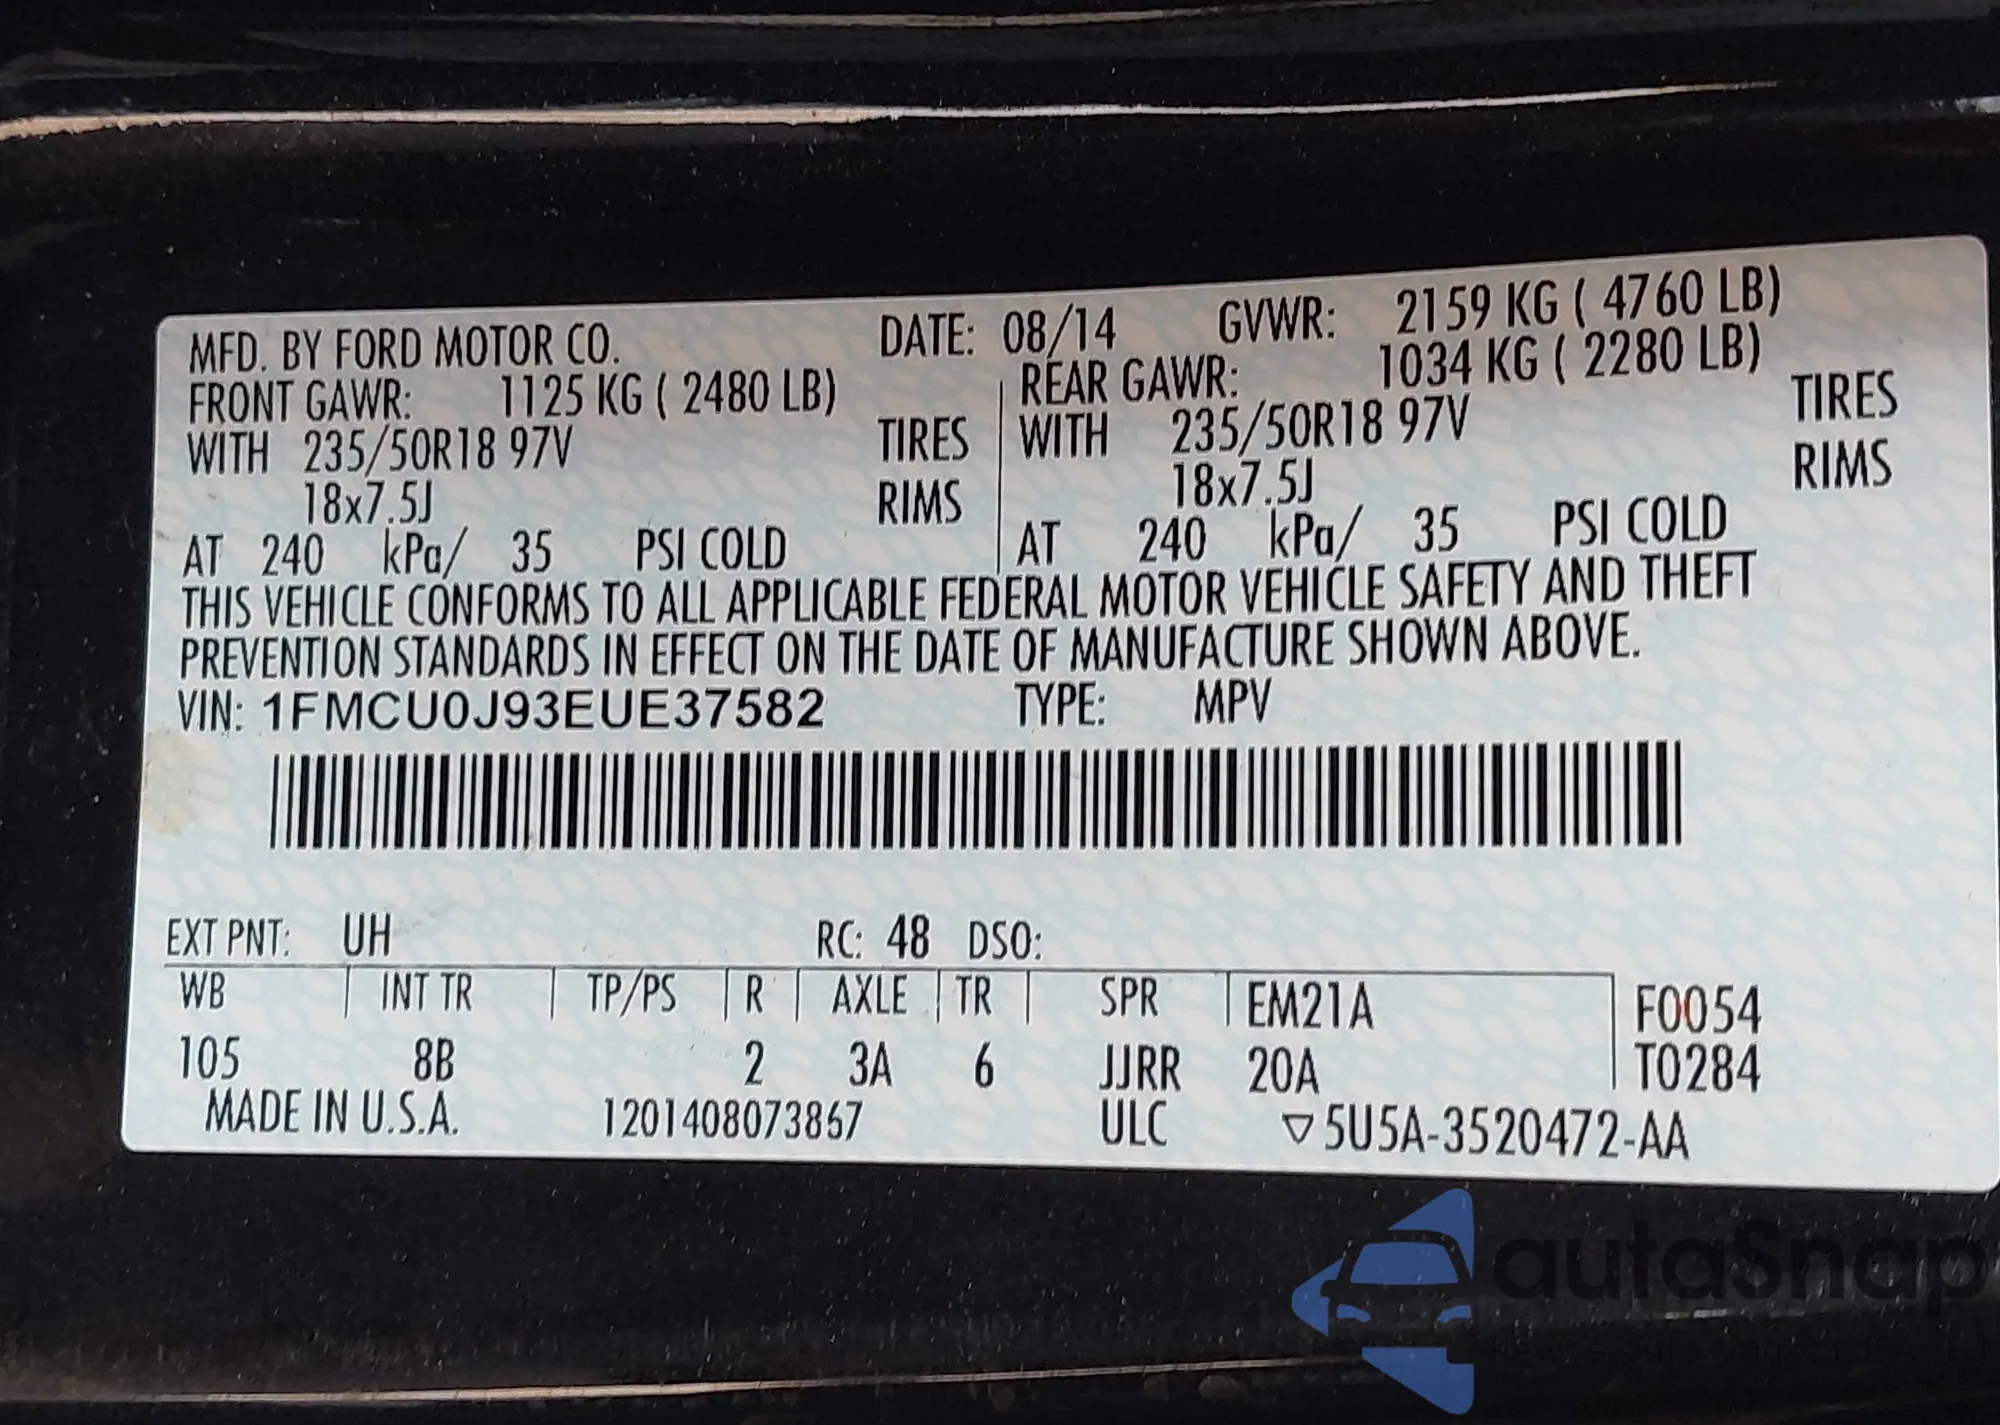 MFD. BY FORD MOTOR CO. DATE: 08/14 GVWR: 2159 KG ( 4760 LB)
FRONT GAWR: 1125 KG ( 2480 LB) REAR GAWR: 1034 KG ( 2280 LB)
WITH 235/50R18 97V TIRES WITH 235/50R18 97V TIRES
18x7.5J RIMS 18x7.5J RIMS
AT 240 kPa/ 35 PSI COLD AT 240 kPa/ 35 PSI COLD
THIS VEHICLE CONFORMS TO ALL APPLICABLE FEDERAL MOTOR VEHICLE SAFETY AND THEFT
PREVENTION STANDARDS IN EFFECT ON THE DATE OF MANUFACTURE SHOWN ABOVE.
VIN: 1FMCU0J93EUE37582 TYPE: MPV
EXT PNT: UH RC: 48 DSO:
WB INT TR TP/PS R AXLE TR SPR EM21A F0054
105 8B 2 3A 6 JJRR 20A T0284
MADE IN U.S.A. 1201408073867 ULC ▽5U5A-3520472-AA
autaSnap